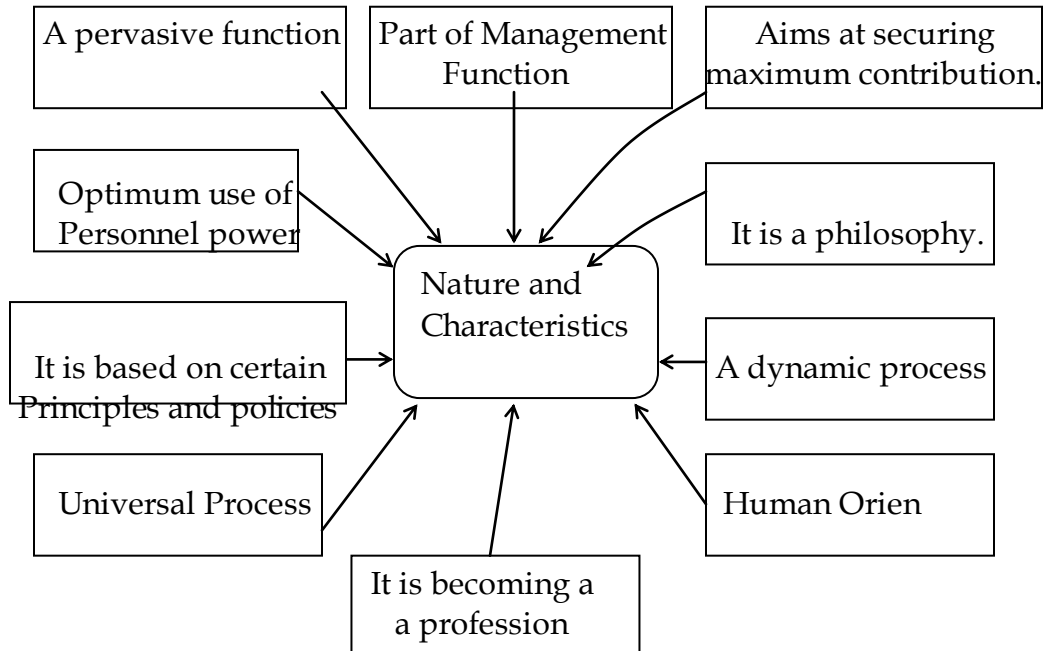 A pervasive function
Part of Management
Function
Aims at securing
maximum contribution.
Optimum use of
Personnel power
It is a philosophy.
Nature and
Characteristics
It is based on certain
Principles and policies
A dynamic process
Universal Process
Human Orien
It is becoming a
a profession